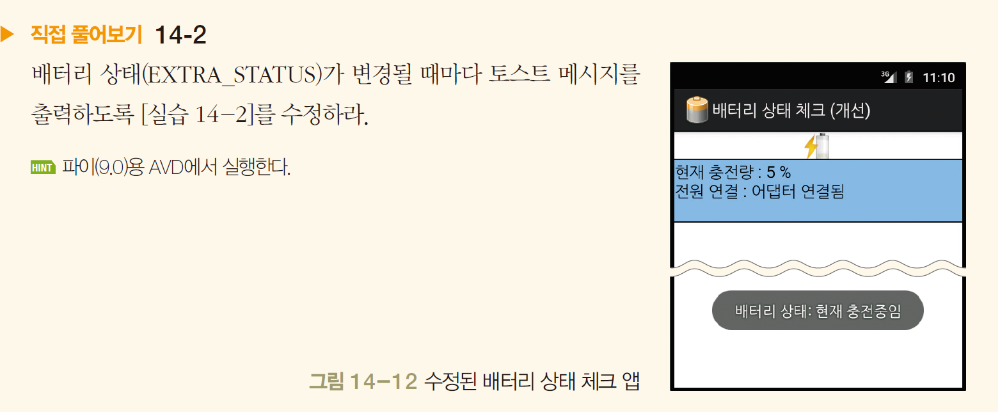 직접 풀어보기 14-2
배터리 상태(EXTRA_STATUS)가 변경될 때마다 토스트 메시지를
출력하도록 [실습 14-2]를 수정하라.
HINT 파이(9.0)용 AVD에서 실행한다.
3G 11:10
배터리 상태 체크 (개선)
현재 충전량 : 5 %
전원 연결 : 어댑터 연결됨
배터리 상태: 현재 충전중임
그림 14-12 수정된 배터리 상태 체크 앱